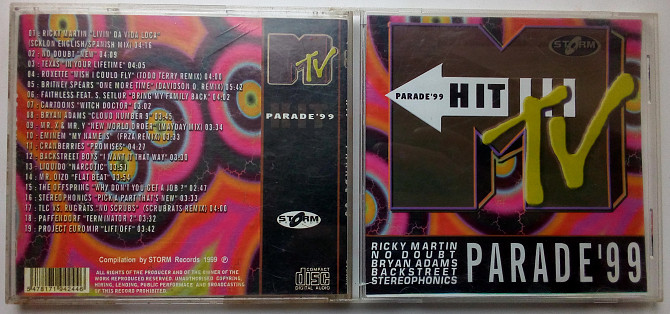 01 - RICKY MARTIN "LIVIN' DA VIDA LOCA"
(SCKLON ENGLISH/SPANISH MIX) 04:16
02 - NO DOUBT "NEW" 04:09
03 - TEXAS "IN YOUR LIFETIME" 04:05
04 - ROXETTE "WISH I COULD FLY" (TODD TERRY REMIX) 04:00
05 - BRITNEY SPEARS "ONE MORE TIME" (DAVIDSON O. REMIX) 05:42
06 - FAITHLESS FEAT. S. SETLUR "BRING MY FAMILY BACK" 04:02
07 - CARTOONS "WITCH DOCTOR" 03:02
08 - BRYAN ADAMS "CLOUD NUMBER 9" 03:45
09 - MR. X & MR. Y "NEW WORLD ORDER" (MAYDAY MIX) 03:34
10 - EMINEM "MY NAME IS" (FRZA REMIX) 03:33
11 - CRANBERRIES "PROMISES" 04:27
12 - BACKSTREET BOYS "I WANT IT THAT WAY" 03:30
13 - LIQUIDO "NARCOTIC" 03:51
14 - MR. OIZO "FLAT BEAT" 03:54
15 - THE OFFSPRING "WHY DON'T YOU GET A JOB ?" 02:47
16 - STEREOPHONICS "PICK A PART THAT'S NEW" 03:33
17 - TLC VS. RUGRATS "NO SCRUBS" (SCRUBRATS REMIX) 04:00
18 - PAFFENDORF "TERMINATOR 2" 03:32
19 - PROJECT EUROMIR "LIFT OFF" 03:42
Compilation by STORM Records 1999 ℗
ALL RIGHTS OF THE PRODUCER AND OF THE OWNER OF THE
WORK REPRODUCED RESERVED. UNAUTHORISED COPYING,
HIRING, LENDING, PUBLIC PERFORMACE AND BROADCASTING
OF THIS RECORD PROHIBITED.
8 478171 042446
MTV
PARADE'99
STORM
COMPACT
disc
DIGITAL AUDIO
STORM
PARADE'99 HIT !!!
MTV
RICKY MARTIN
NO DOUBT
BRYAN ADAMS
BACKSTREET
STEREOPHONICS
PARADE'99